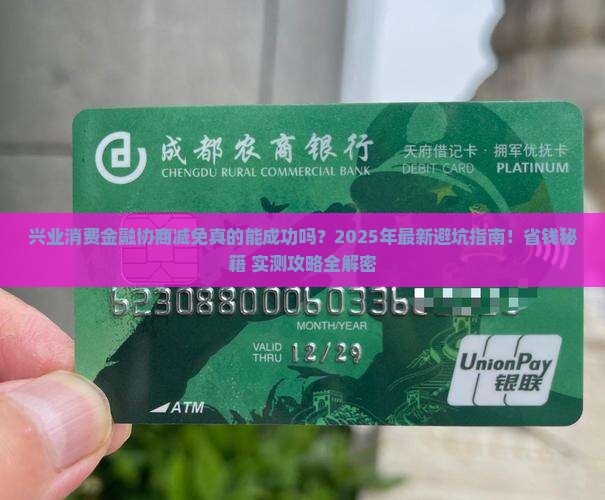 成都农商银行
CHENGDU RURAL COMMERCIAL BANK
天府借记卡·拥军优抚卡
DEBIT CARD PLATINUM
兴业消费金融协商减免真的能成功吗？2025年最新避坑指南！省钱秘
籍 实测攻略全解密
MONTH/YEAR
VALID
THRU 12/29
ATM
UnionPay
银联